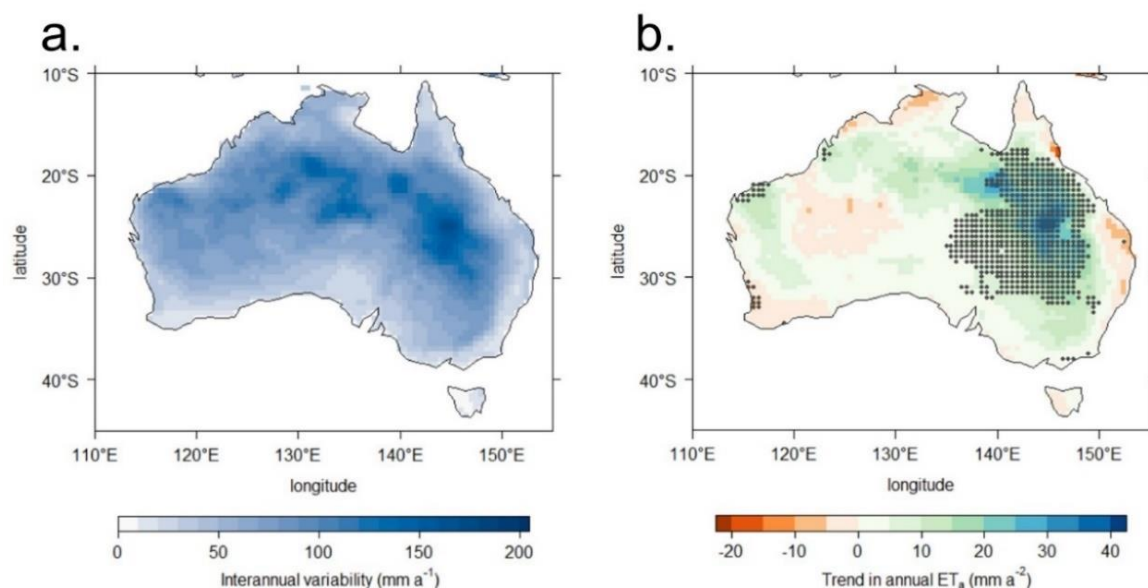 a.
10°S
20°S
30°S
40°S
latitude
110°E 120°E 130°E 140°E 150°E
longitude
0 50 100 150 200
Interannual variability (mm a⁻¹)
b.
10°S
20°S
30°S
40°S
latitude
110°E 120°E 130°E 140°E 150°E
longitude
-20 -10 0 10 20 30 40
Trend in annual ETₐ (mm a⁻²)